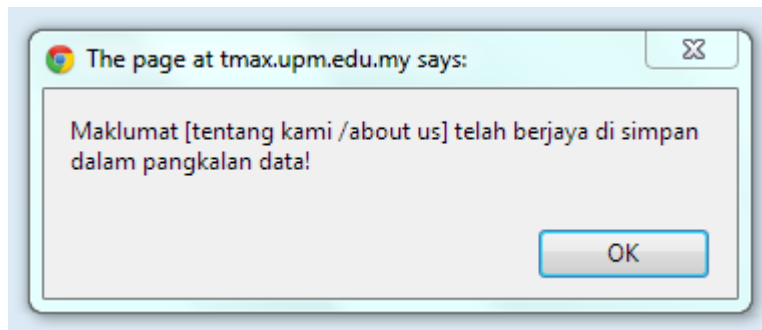 The page at tmax.upm.edu.my says:
Maklumat [tentang kami /about us] telah berjaya di simpan
dalam pangkalan data!
OK